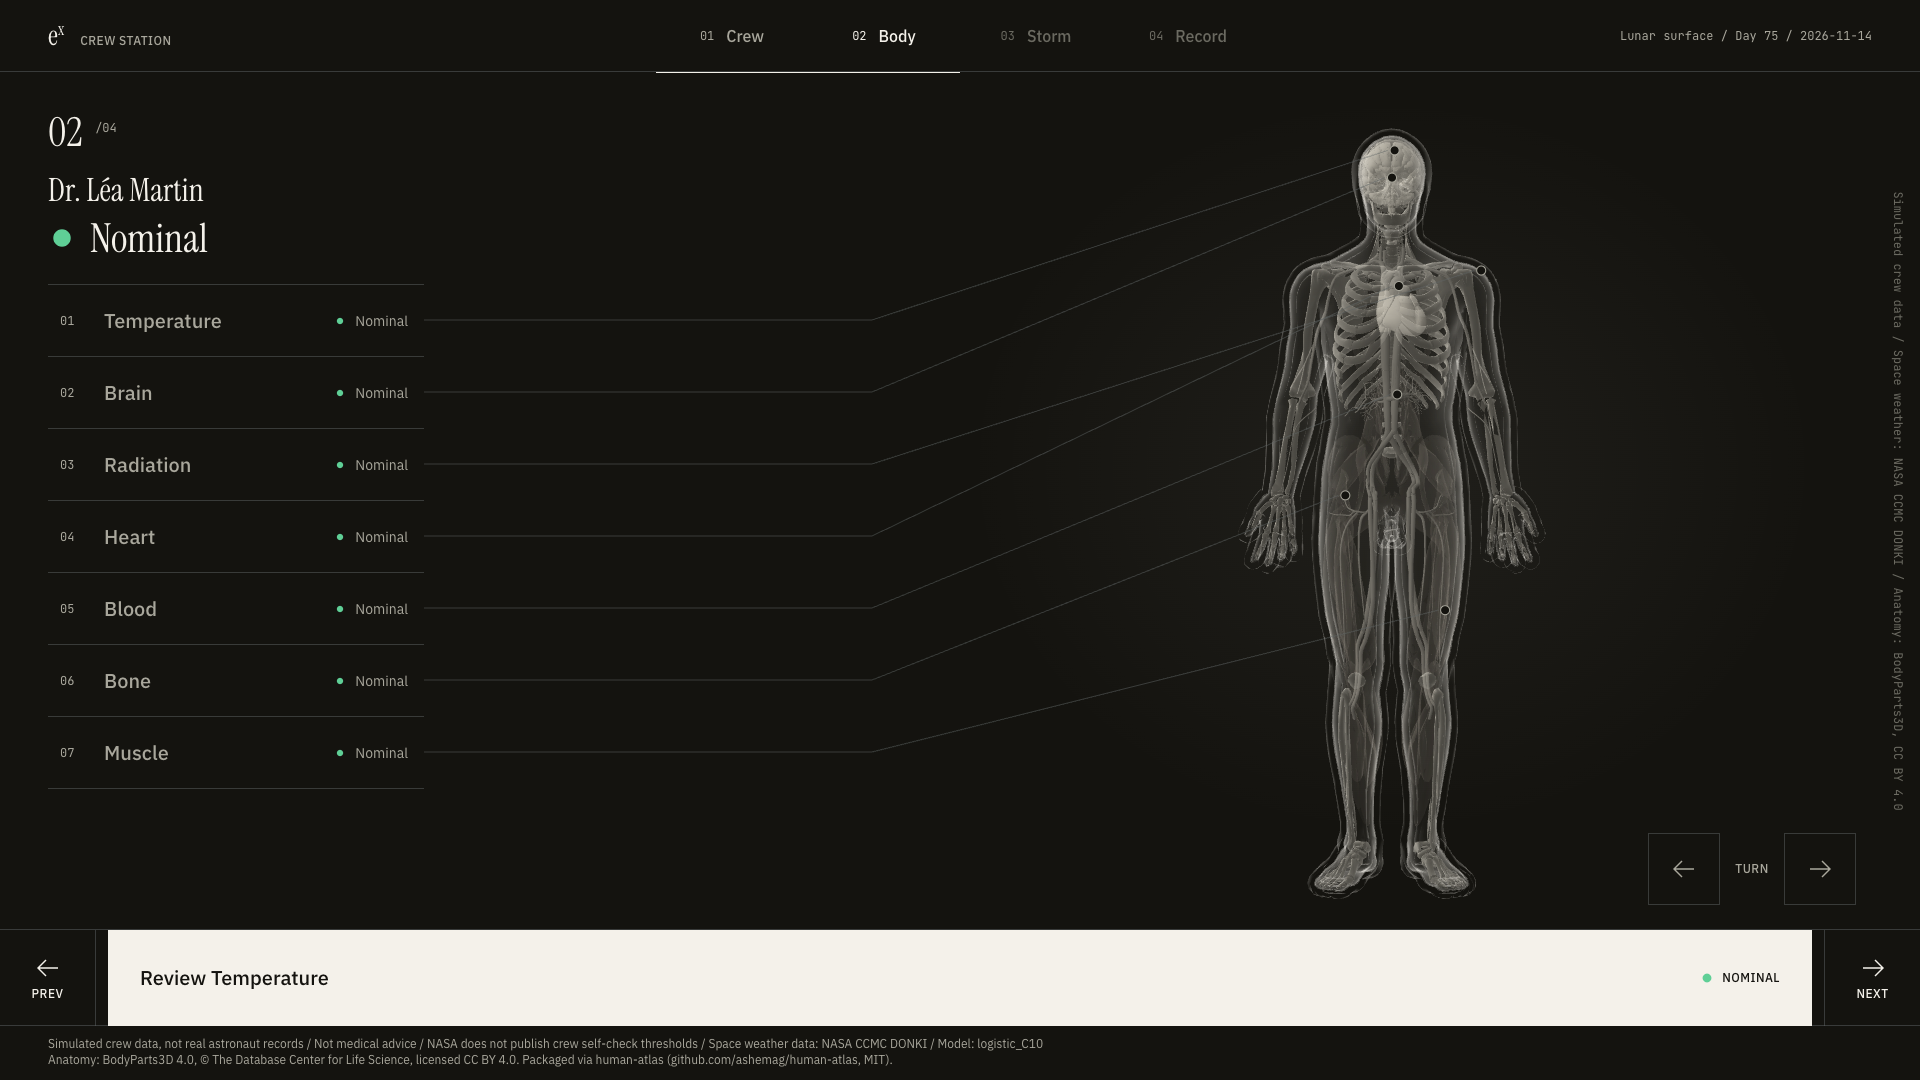 e^x CREW STATION
01 Crew
02 Body
03 Storm
04 Record
Lunar surface / Day 75 / 2026-11-14
02 /04
Dr. Léa Martin
Nominal
01 Temperature Nominal
02 Brain Nominal
03 Radiation Nominal
04 Heart Nominal
05 Blood Nominal
06 Bone Nominal
07 Muscle Nominal
Simulated crew data / Space weather: NASA CCMC DONKI / Anatomy: BodyParts3D, CC BY 4.0
TURN
PREV
Review Temperature
NOMINAL
NEXT
Simulated crew data, not real astronaut records / Not medical advice / NASA does not publish crew self-check thresholds / Space weather data: NASA CCMC DONKI / Model: logistic_C10
Anatomy: BodyParts3D 4.0, © The Database Center for Life Science, licensed CC BY 4.0. Packaged via human-atlas (github.com/ashemag/human-atlas, MIT).